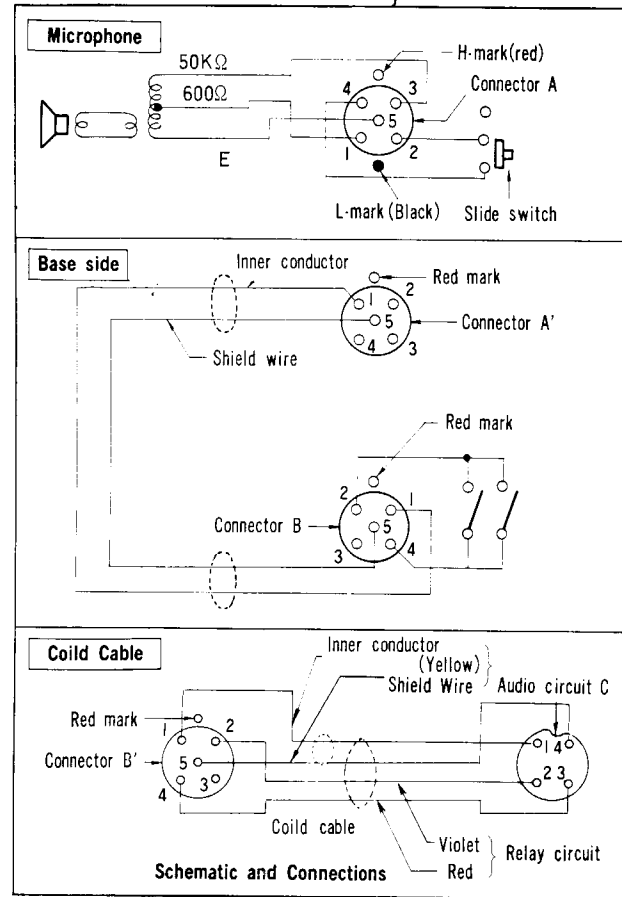 Microphone
50KΩ
H-mark(red)
4
3
Connector A
600Ω
5
E
1
2
L-mark(Black)
Slide switch
Base side
Inner conductor
Red mark
1
2
5
Connector A'
Shield wire
4
3
Red mark
2
1
Connector B
5
3
4
Coild Cable
Inner conductor
(Yellow)
Shield Wire
Audio circuit C
Red mark
1
2
Connector B'
5
1
4
4
3
2
3
Coild cable
Violet
Relay circuit
Red
Schematic and Connections